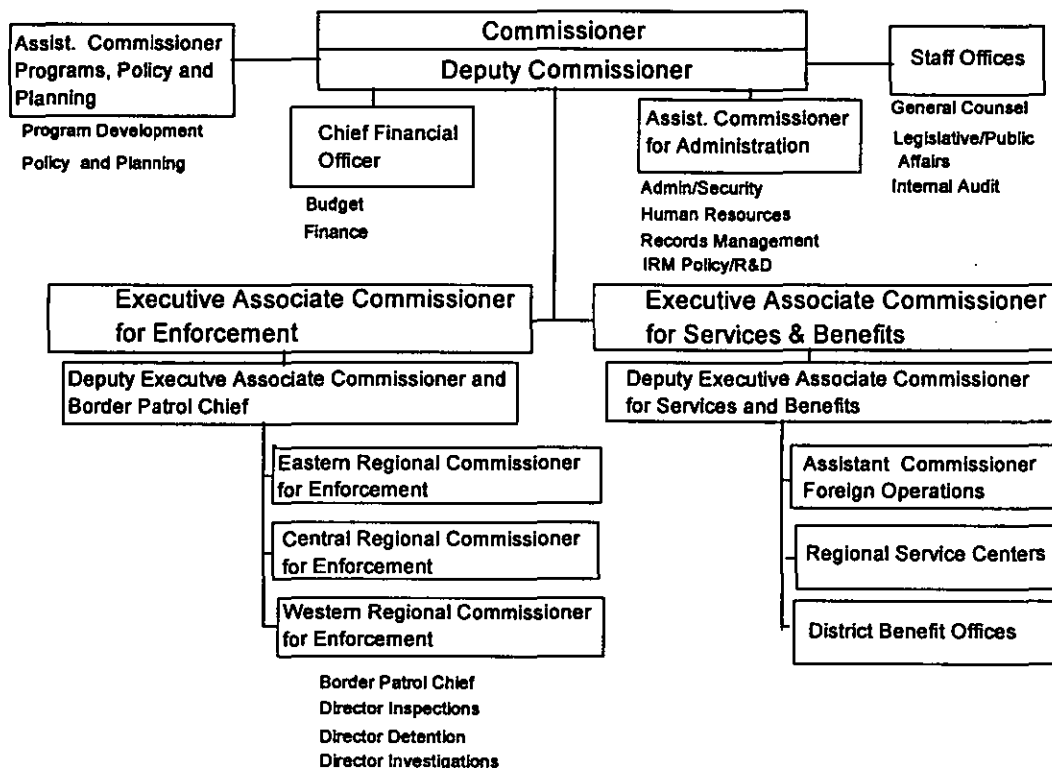 Commissioner
Deputy Commissioner
Assist. Commissioner
Programs, Policy and
Planning
Program Development
Policy and Planning
Chief Financial
Officer
Budget
Finance
Assist. Commissioner
for Administration
Admin/Security
Human Resources
Records Management
IRM Policy/R&D
Staff Offices
General Counsel
Legislative/Public
Affairs
Internal Audit
Executive Associate Commissioner
for Enforcement
Deputy Executve Associate Commissioner and
Border Patrol Chief
Eastern Regional Commissioner
for Enforcement
Central Regional Commissioner
for Enforcement
Western Regional Commissioner
for Enforcement
Border Patrol Chief
Director Inspections
Director Detention
Director Investigations
Executive Associate Commissioner
for Services & Benefits
Deputy Executive Associate Commissioner
for Services and Benefits
Assistant Commissioner
Foreign Operations
Regional Service Centers
District Benefit Offices